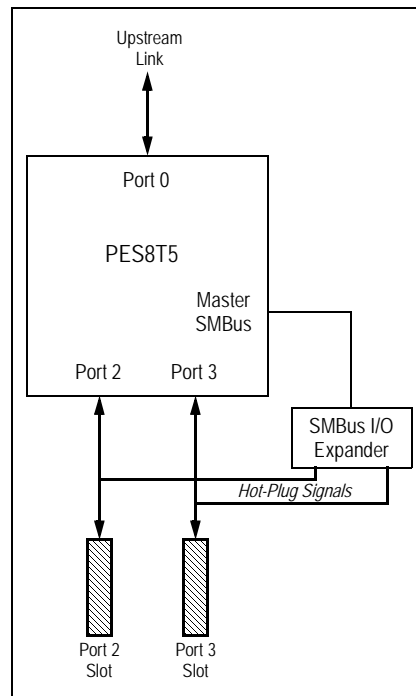 Upstream
Link
Port 0
PES8T5
Master
SMBus
Port 2
Port 3
SMBus I/O
Expander
Hot-Plug Signals
Port 2
Slot
Port 3
Slot